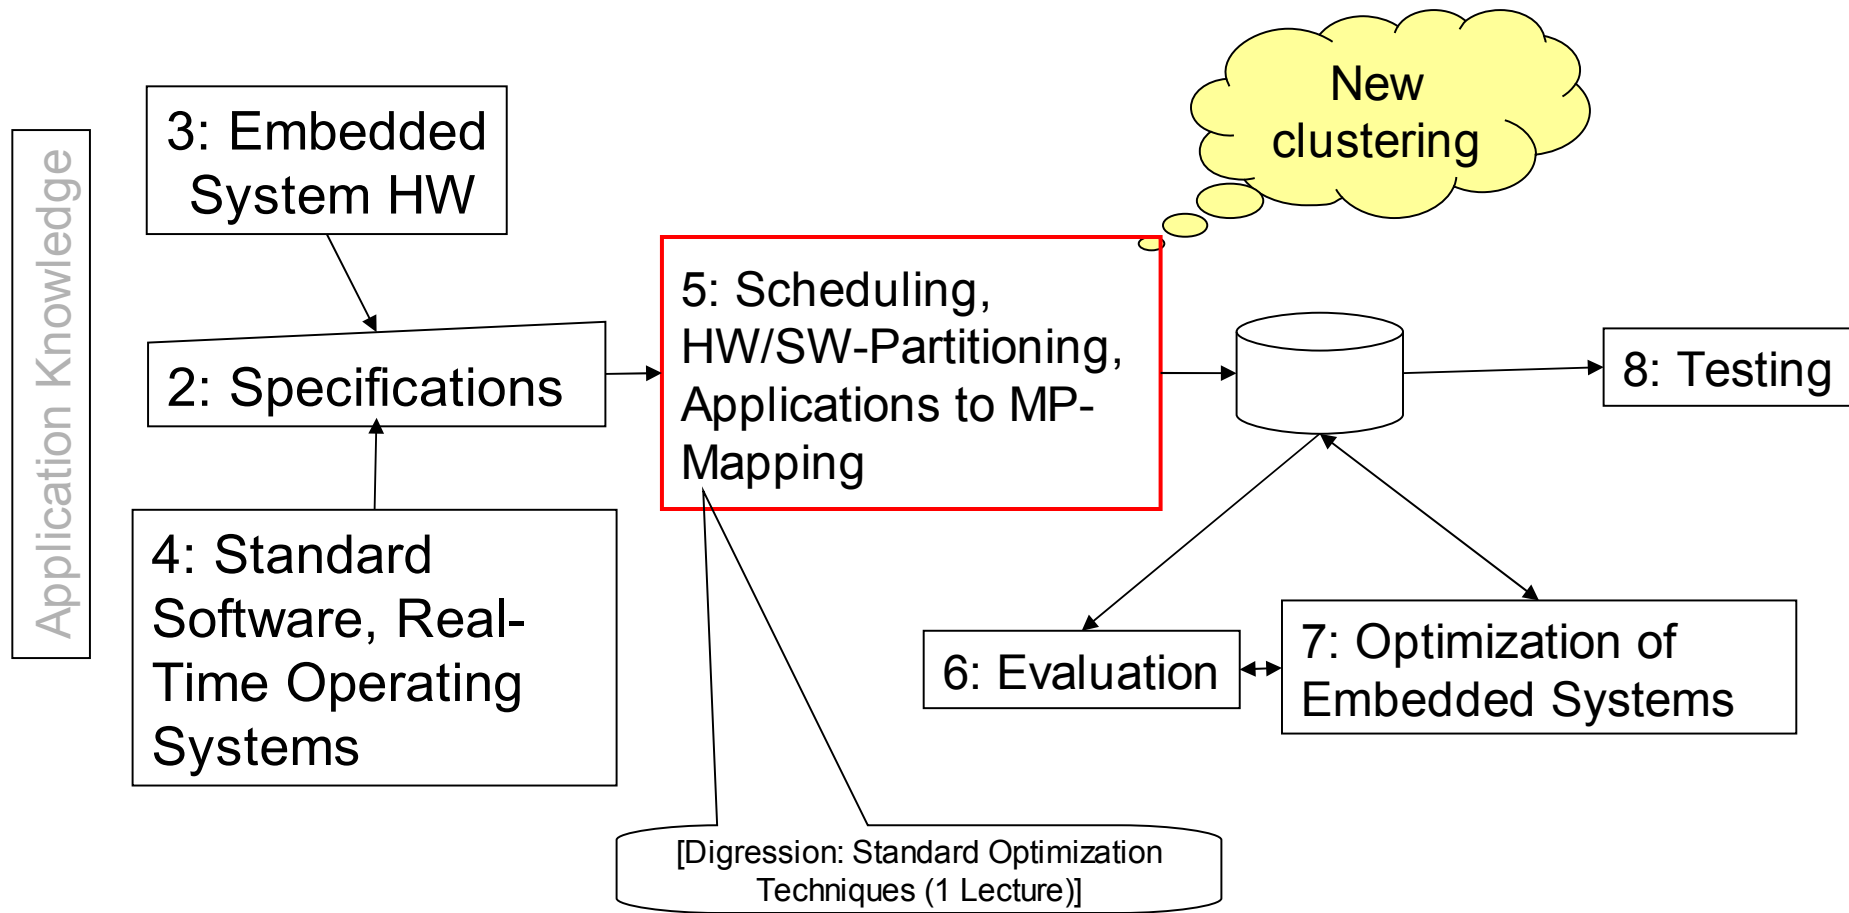 Application Knowledge
3: Embedded
System HW
2: Specifications
4: Standard
Software, Real-
Time Operating
Systems
5: Scheduling,
HW/SW-Partitioning,
Applications to MP-
Mapping
New
clustering
8: Testing
6: Evaluation
7: Optimization of
Embedded Systems
[Digression: Standard Optimization
Techniques (1 Lecture)]